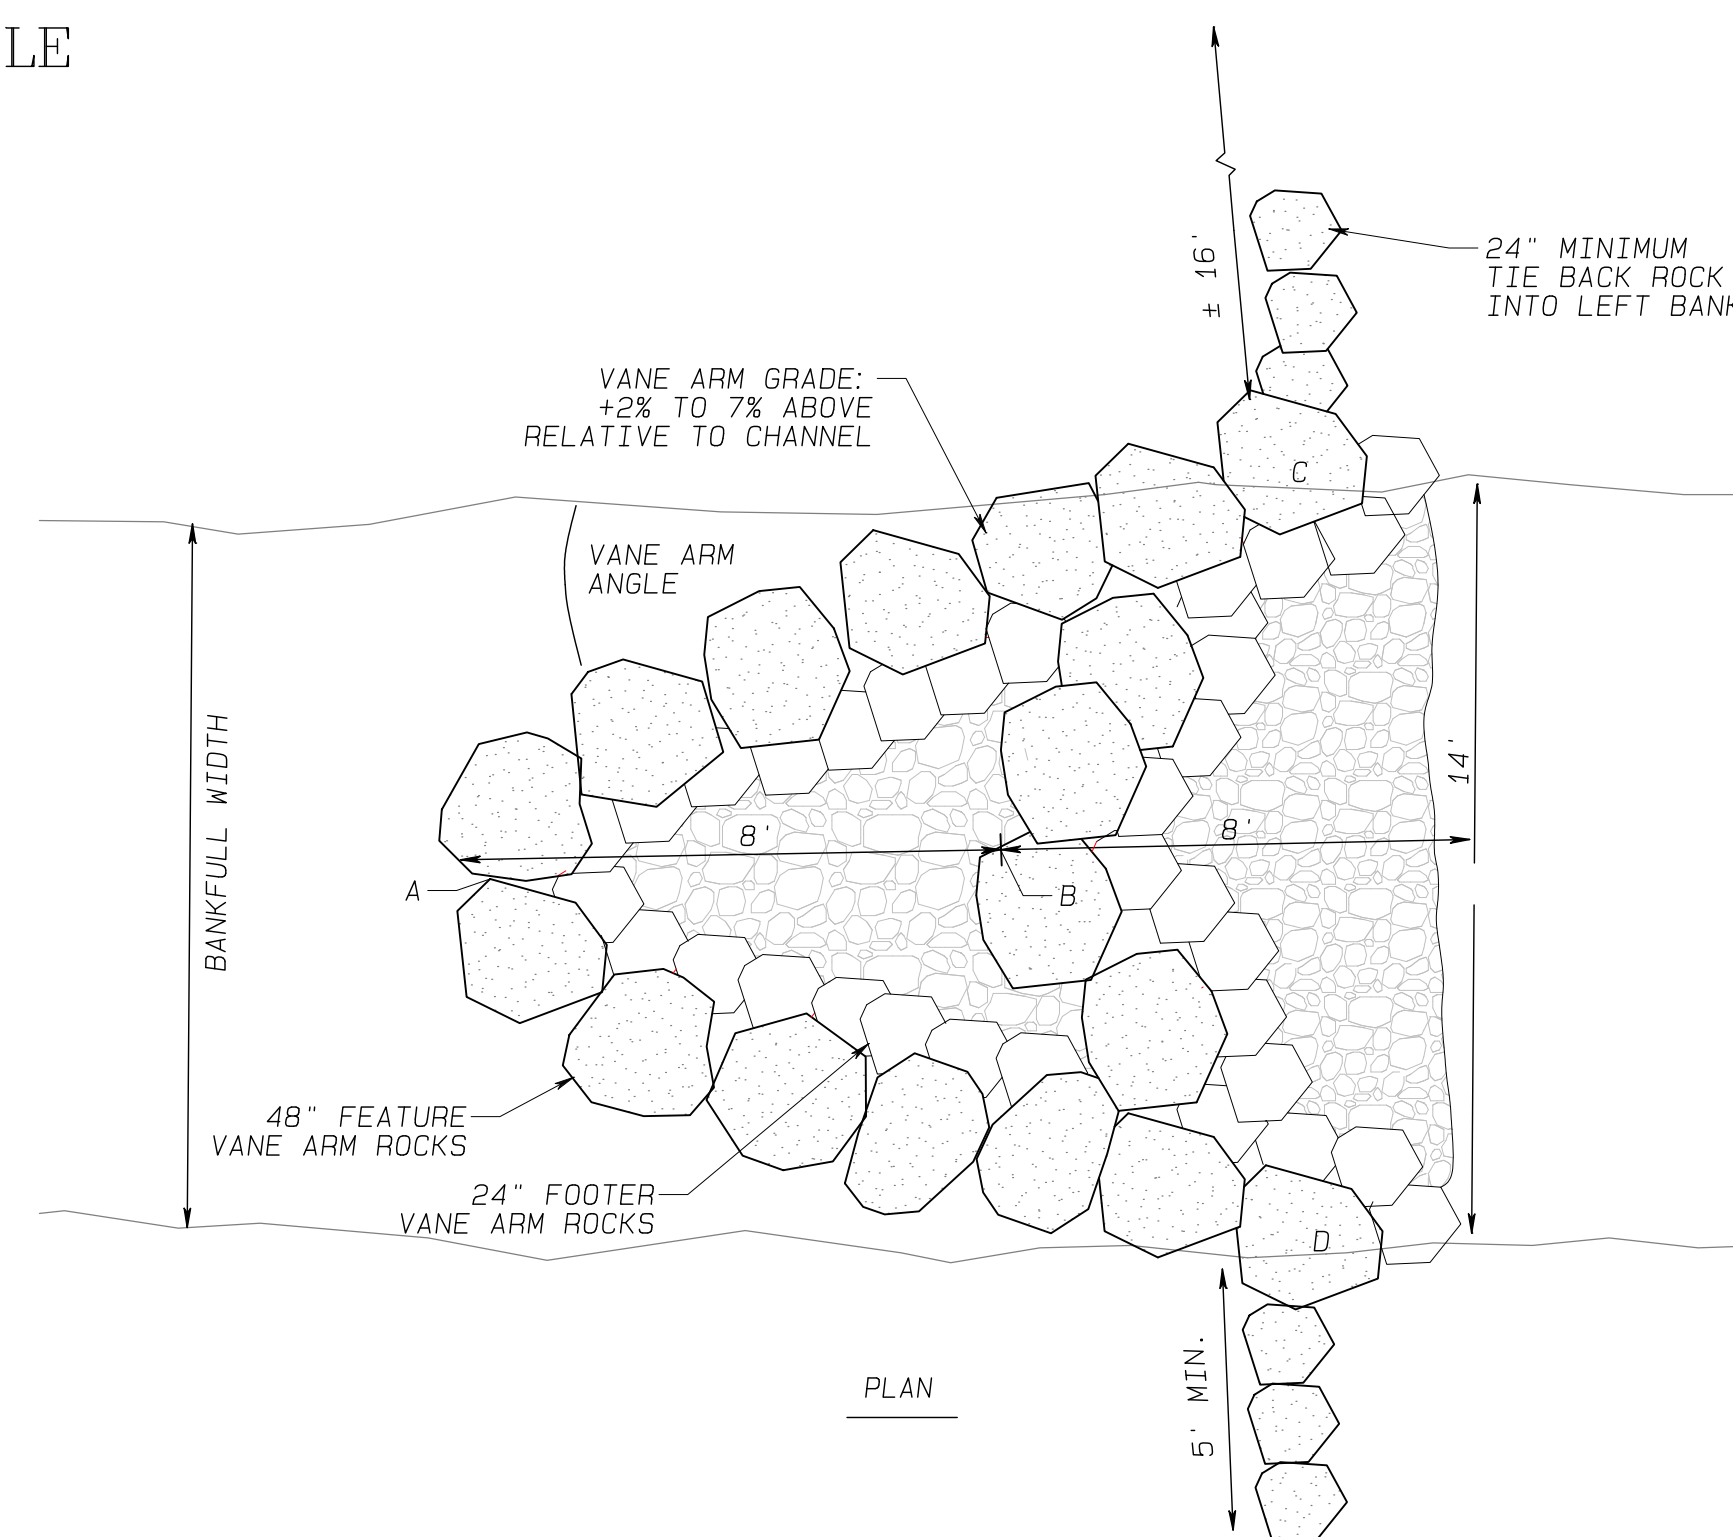 LE
± 16'
24" MINIMUM
TIE BACK ROCK
INTO LEFT
VANE ARM GRADE:
+2% TO 7% ABOVE
RELATIVE TO CHANNEL
C
VANE ARM
ANGLE
BANKFULL WIDTH
14'
8'
8'
A
B
48" FEATURE
VANE ARM ROCKS
24" FOOTER
VANE ARM ROCKS
D
5' MIN.
PLAN